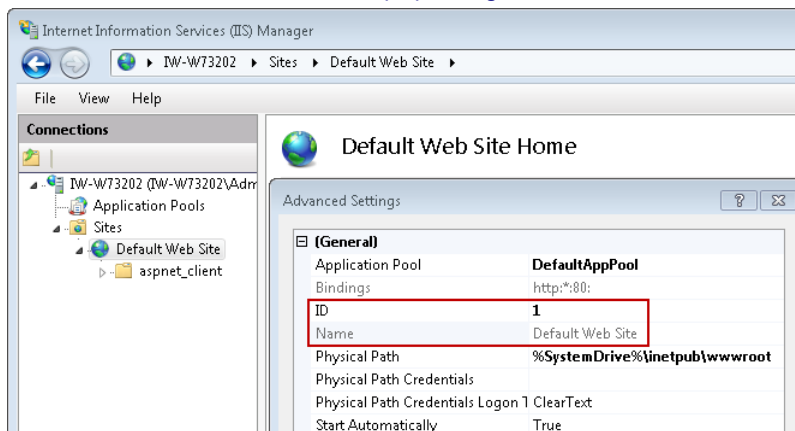 Internet Information Services (IIS) Manager
IW-W73202 Sites Default Web Site
File View Help
Connections
Default Web Site Home
IW-W73202 (IW-W73202\Adm
Application Pools
Sites
Default Web Site
aspnet_client
Advanced Settings
(General)
Application Pool DefaultAppPool
Bindings http:*:80:
ID 1
Name Default Web Site
Physical Path %SystemDrive%\inetpub\wwwroot
Physical Path Credentials
Physical Path Credentials Logon T ClearText
Start Automatically True